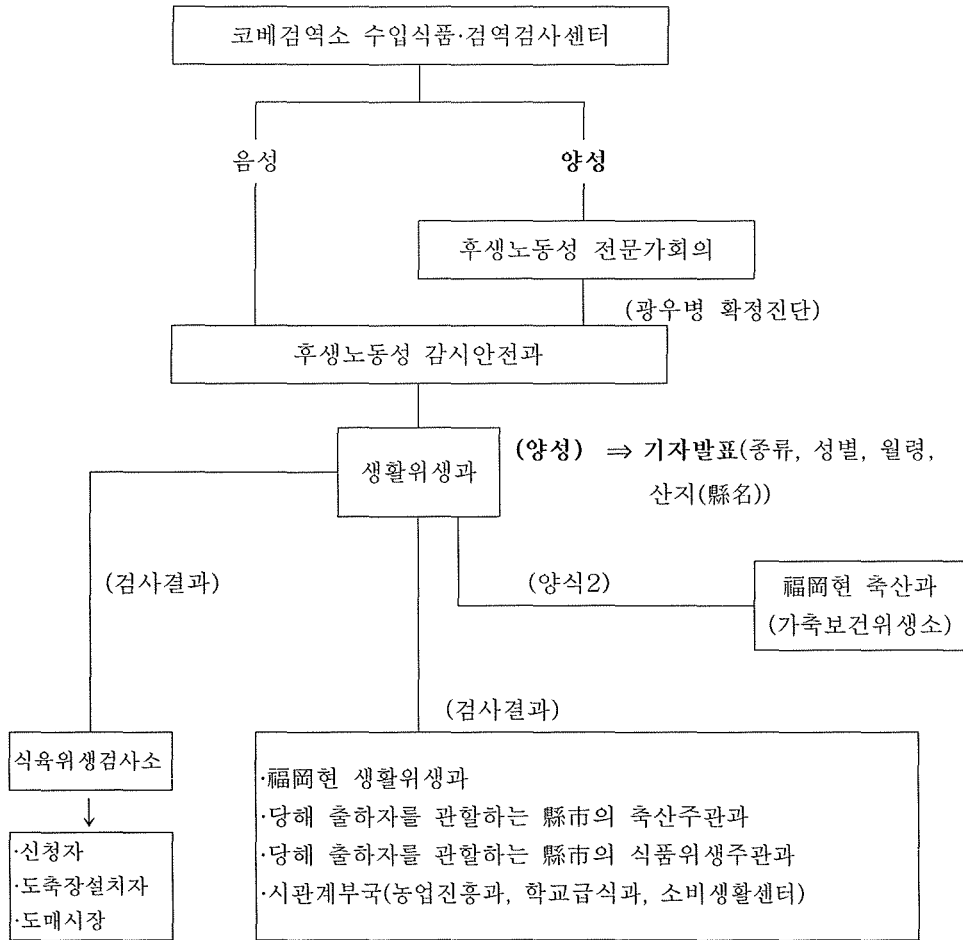 코베검역소 수입식품·검역검사센터
음성
양성
후생노동성 전문가회의
(광우병 확정진단)
후생노동성 감시안전과
생활위생과
(양성) ⇒ 기자발표(종류, 성별, 월령,
산지(縣名))
(검사결과)
(양식2)
福岡현 축산과
(가축보건위생소)
(검사결과)
식육위생검사소
↓
·신청자
·도축장설치자
·도매시장
·福岡현 생활위생과
·당해 출하자를 관할하는 縣市의 축산주관과
·당해 출하자를 관할하는 縣市의 식품위생주관과
·시관계부국(농업진흥과, 학교급식과, 소비생활센터)